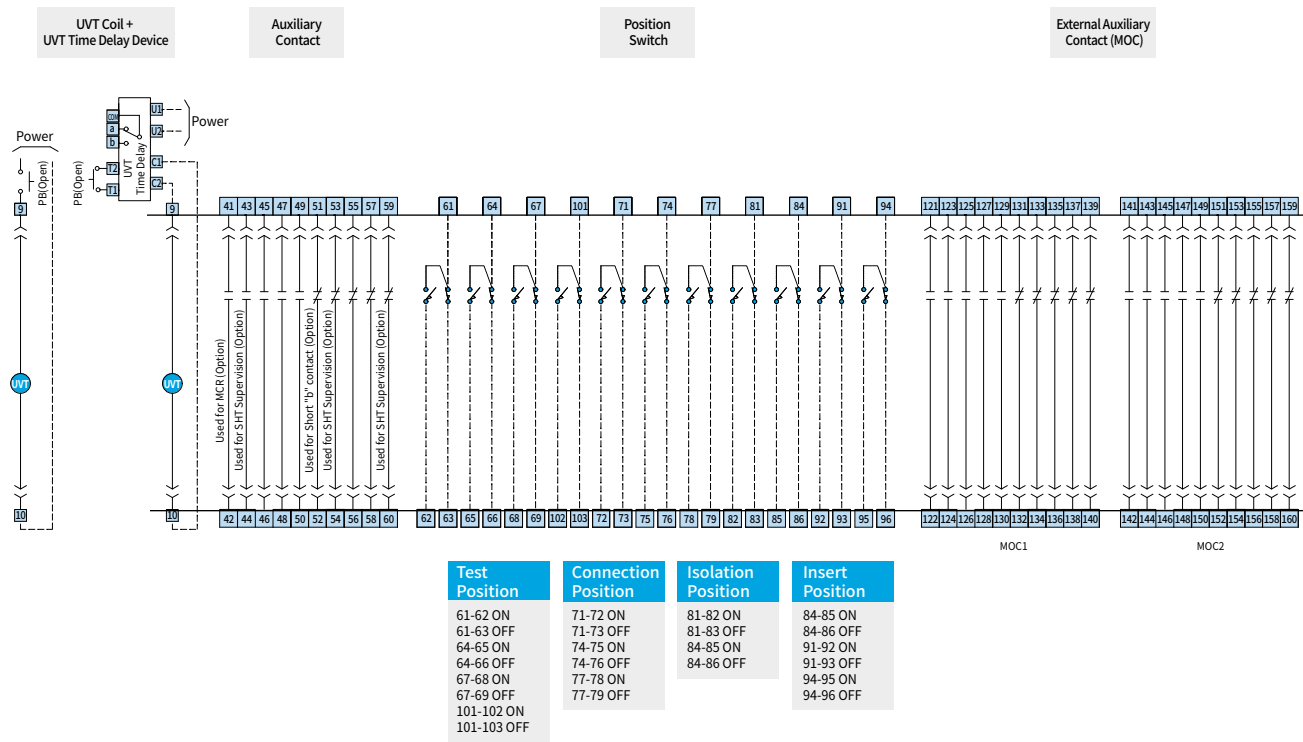 UVT Coil +
UVT Time Delay Device
Auxiliary
Contact
Position
Switch
External Auxiliary
Contact (MOC)
Power
PB(Open)
COM
a
b
T2
T1
UVT
Time Delay
U1
U2
C1
C2
Power
PB(Open)
9
9
41 43 45 47 49 51 53 55 57 59
61 64 67 101 71 74 77 81 84 91 94
121 123 125 127 129 131 133 135 137 139
141 143 145 147 149 151 153 155 157 159
UVT
UVT
Used for MCR (Option)
Used for SHT Supervision (Option)
Used for Short "b" contact (Option)
Used for SHT Supervision (Option)
Used for SHT Supervision (Option)
10
10
42 44 46 48 50 52 54 56 58 60
62 63 65 66 68 69 102 103 72 73 75 76 78 79 82 83 85 86 92 93 95 96
122 124 126 128 130 132 134 136 138 140
142 144 146 148 150 152 154 156 158 160
MOC1
MOC2
Test
Position
61-62 ON
61-63 OFF
64-65 ON
64-66 OFF
67-68 ON
67-69 OFF
101-102 ON
101-103 OFF
Connection
Position
71-72 ON
71-73 OFF
74-75 ON
74-76 OFF
77-78 ON
77-79 OFF
Isolation
Position
81-82 ON
81-83 OFF
84-85 ON
84-86 OFF
Insert
Position
84-85 ON
84-86 OFF
91-92 ON
91-93 OFF
94-95 ON
94-96 OFF